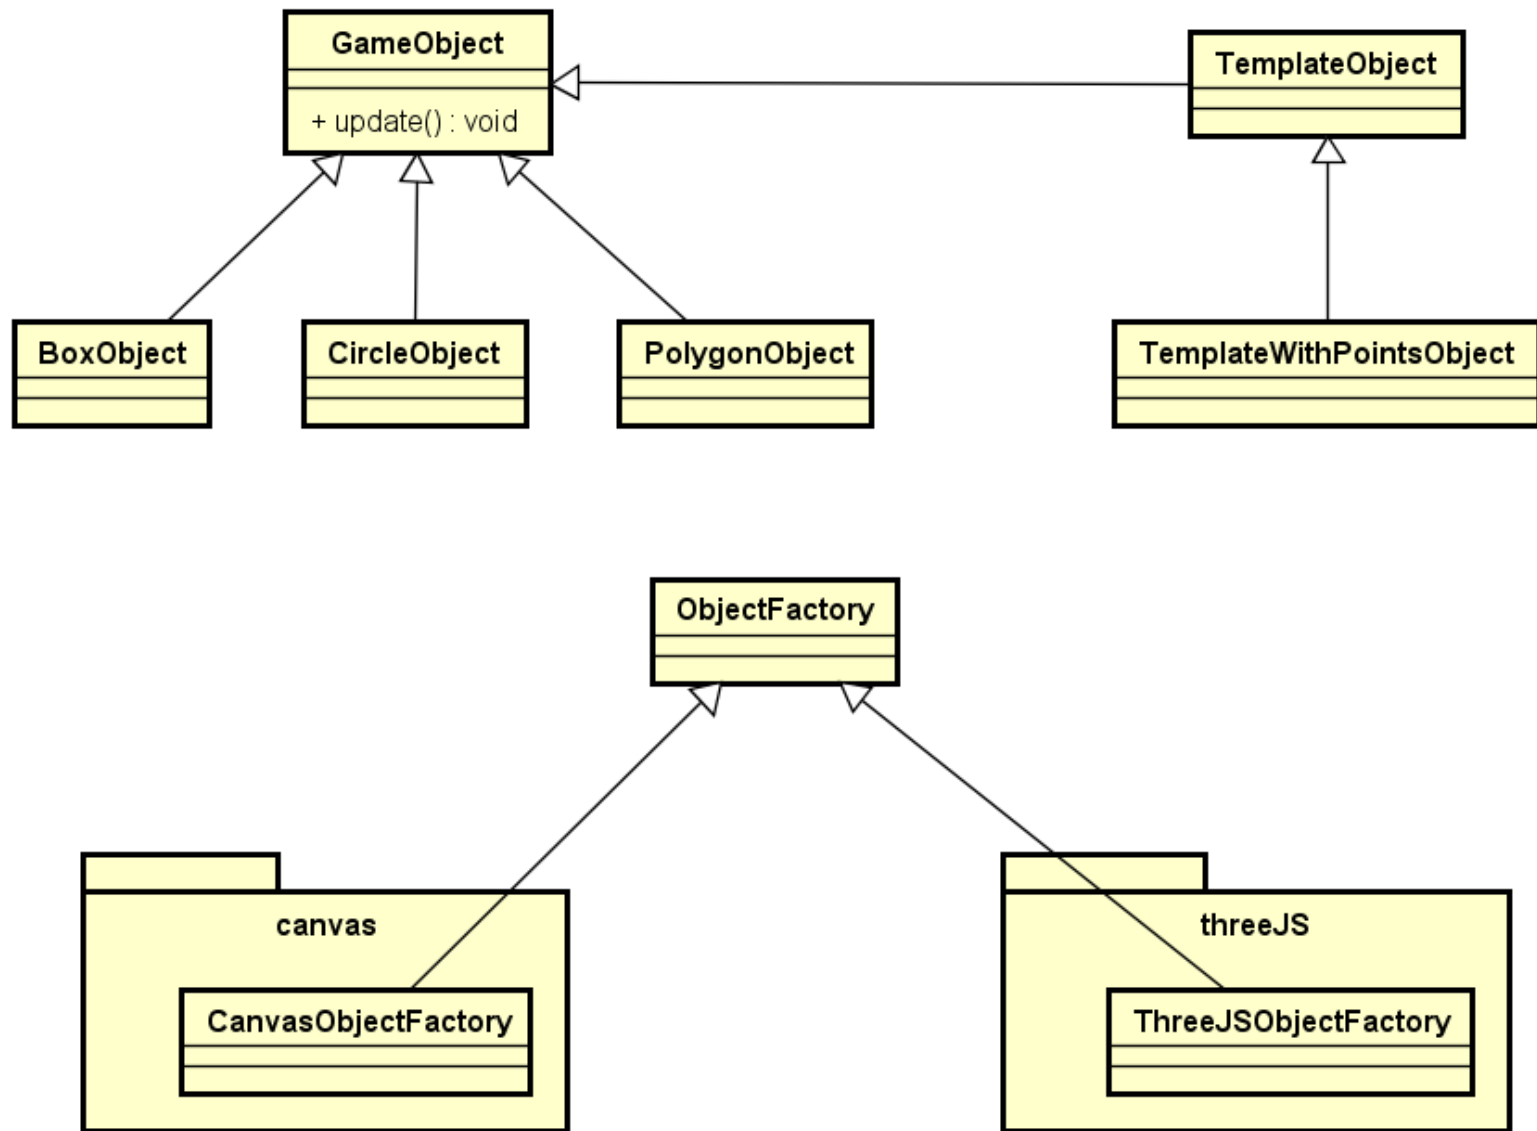 GameObject
+ update() : void
TemplateObject
BoxObject
CircleObject
PolygonObject
TemplateWithPointsObject
ObjectFactory
canvas
CanvasObjectFactory
threeJS
ThreeJSObjectFactory